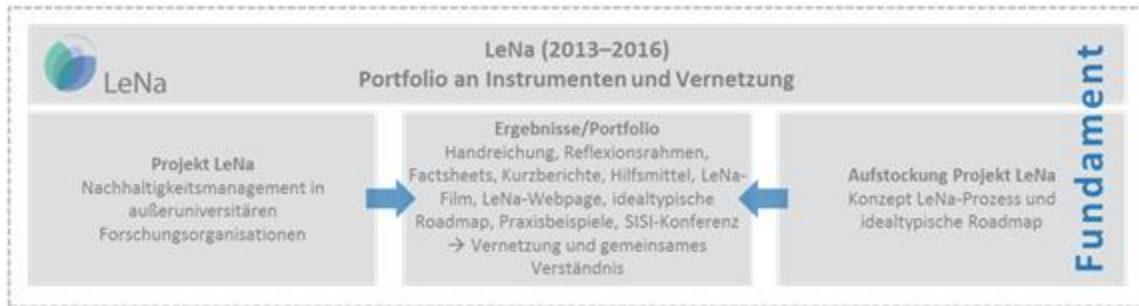 LeNa
LeNa (2013–2016)
Portfolio an Instrumenten und Vernetzung
Projekt LeNa
Nachhaltigkeitsmanagement in
außeruniversitären
Forschungsorganisationen
Ergebnisse/Portfolio
Handreichung, Reflexionsrahmen,
Factsheets, Kurzberichte, Hilfsmittel, LeNa-
Film, LeNa-Webpage, idealtypische
Roadmap, Praxisbeispiele, SISI-Konferenz
→ Vernetzung und gemeinsames
Verständnis
Aufstockung Projekt LeNa
Konzept LeNa-Prozess und
idealtypische Roadmap
Fundament